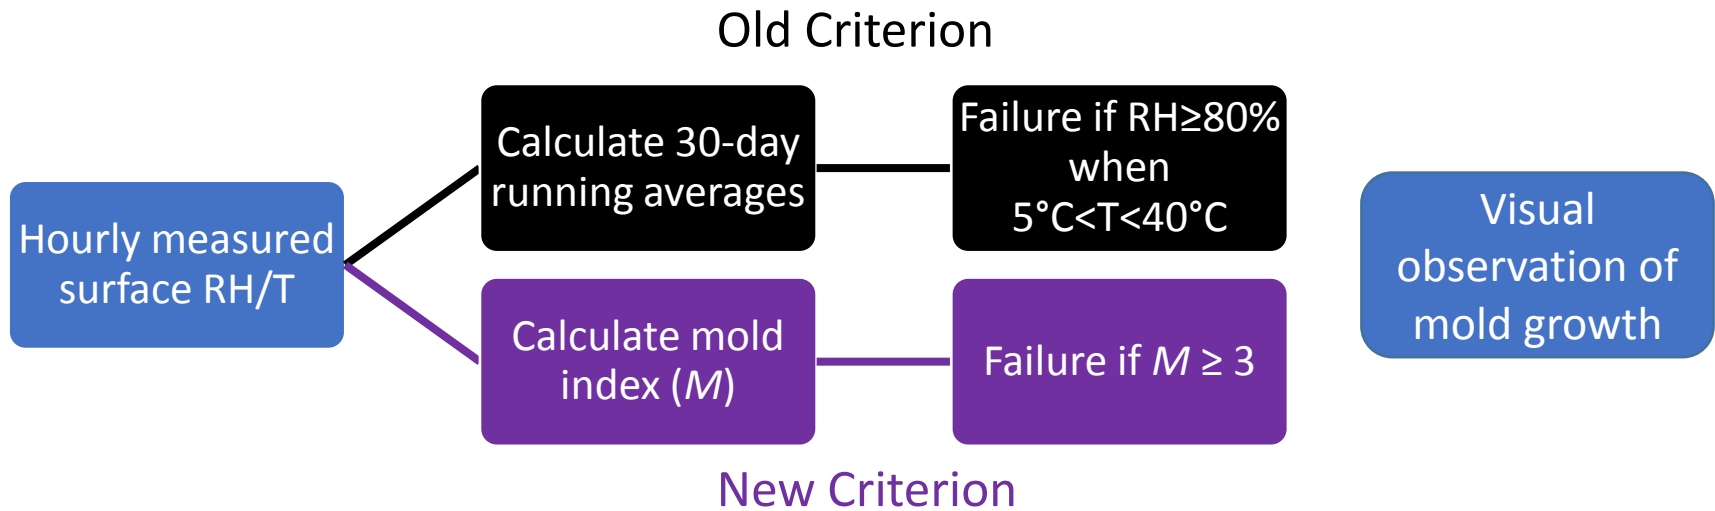 Old Criterion
Hourly measured
surface RH/T
Calculate 30-day
running averages
Failure if RH≥80%
when
5°C<T<40°C
Calculate mold
index (M)
Failure if M ≥ 3
Visual
observation of
mold growth
New Criterion